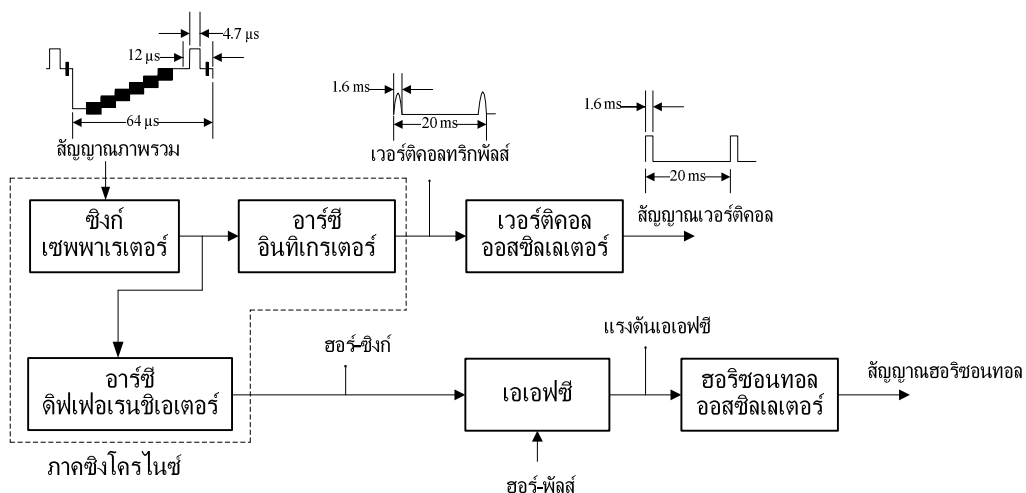 4.7 µs
12 µs
64 µs
สัญญาณภาพรวม
1.6 ms
20 ms
เวอร์ติคอลทริกพัลส์
1.6 ms
20 ms
สัญญาณเวอร์ติคอล
ซิงก์
เซพพาเรเตอร์
อาร์ซี
อินทิเกรเตอร์
เวอร์ติคอล
ออสซิลเลเตอร์
ฮอร์-ซิงก์
แรงดันเอเอฟซี
อาร์ซี
ดิฟเฟอเรนชิเอเตอร์
เอเอฟซี
ฮอริซอนทอล
ออสซิลเลเตอร์
สัญญาณฮอริซอนทอล
ภาคซิงโครไนซ์
ฮอร์-พัลส์